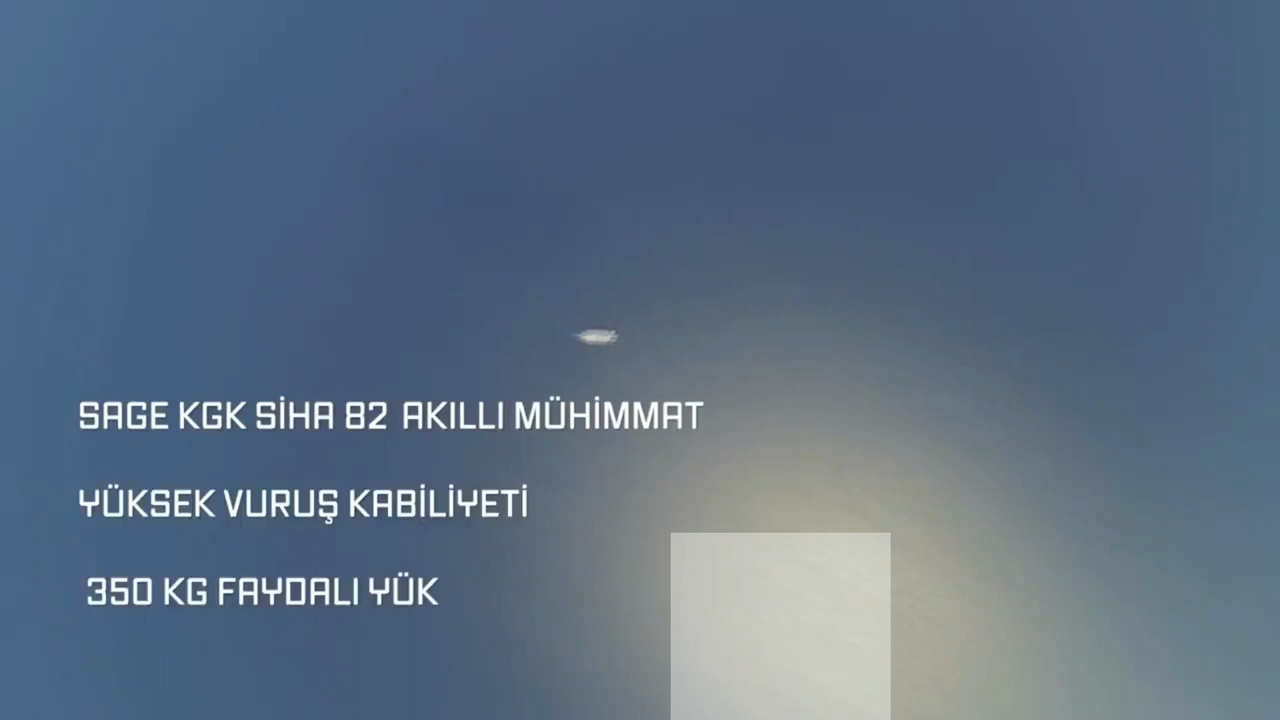 SAGE KGK SİHA 82 AKILLI MÜHİMMAT
YÜKSEK VURUŞ KABİLİYETİ
350 KG FAYDALI YÜK